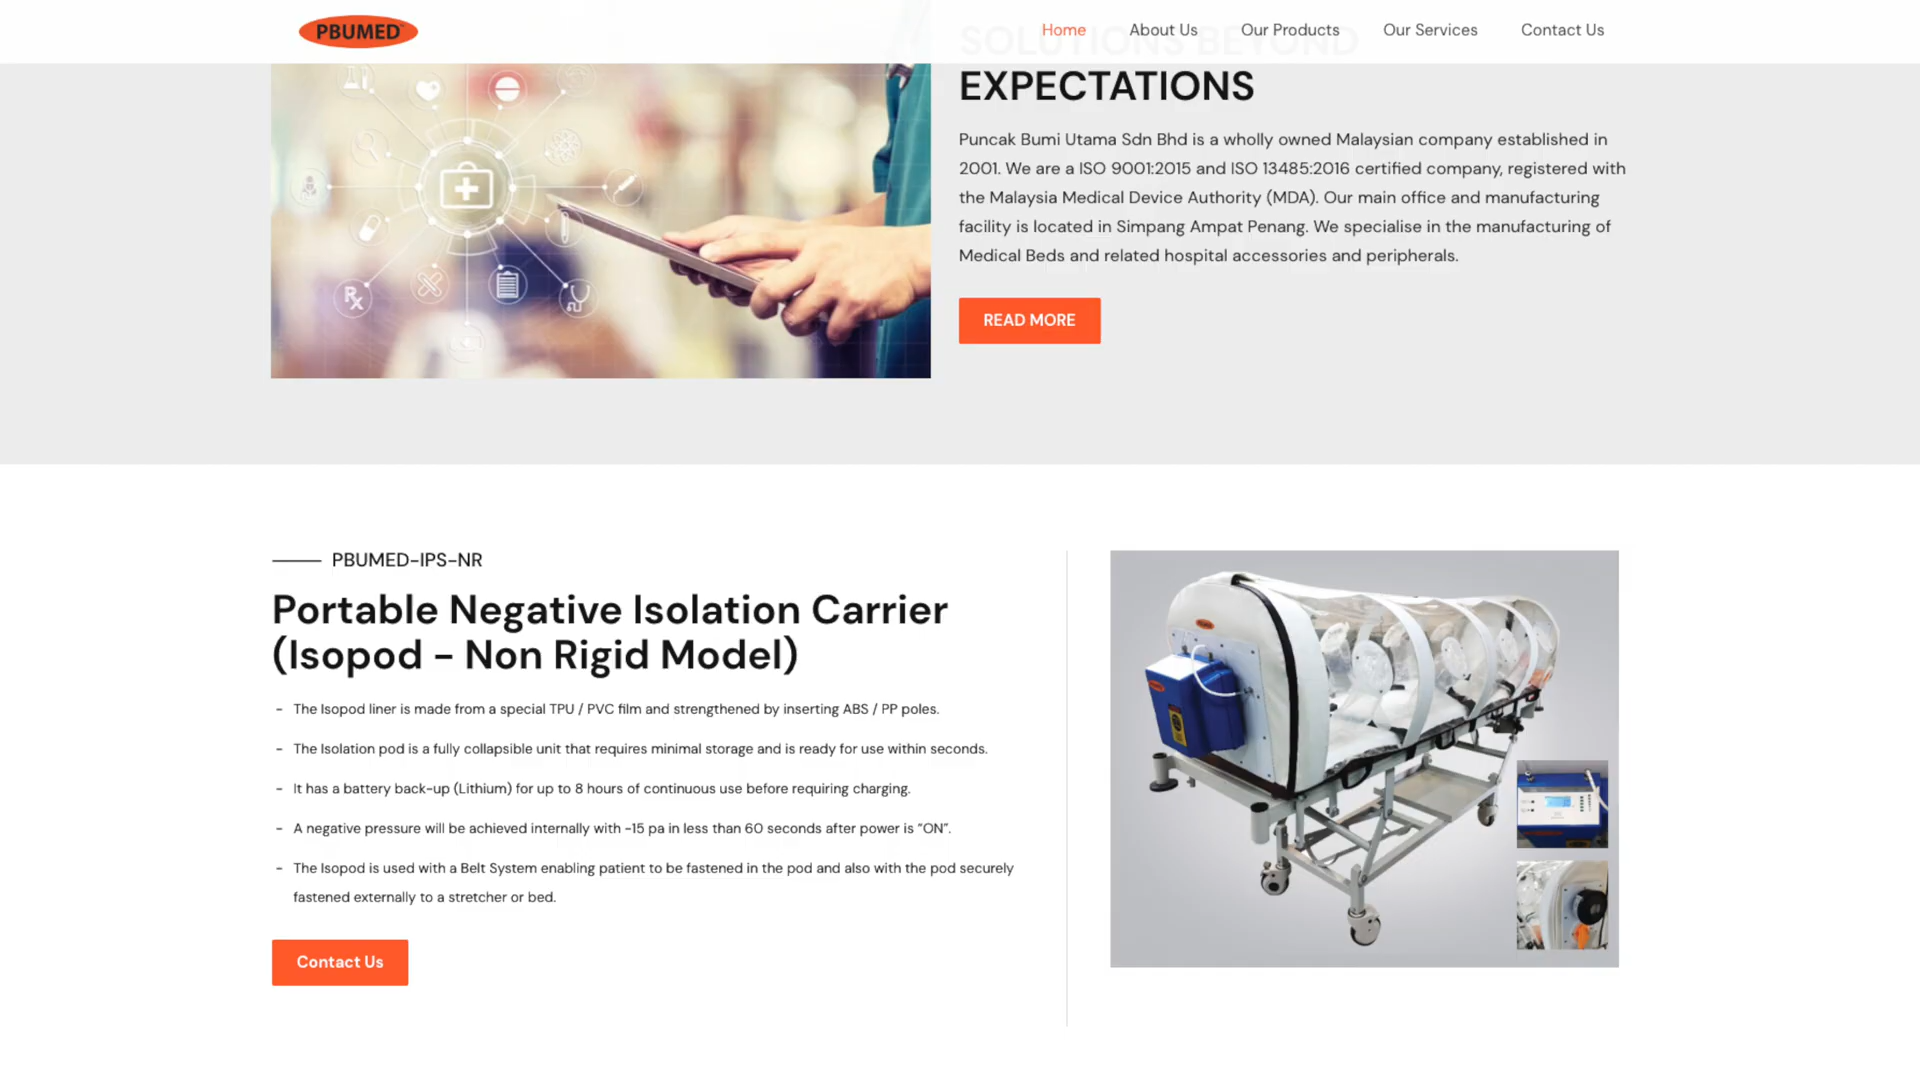 PBUMED
Home
About Us
Our Products
Our Services
Contact Us
SOLUTIONS BEYOND
EXPECTATIONS
Puncak Bumi Utama Sdn Bhd is a wholly owned Malaysian company established in
2001. We are a ISO 9001:2015 and ISO 13485:2016 certified company, registered with
the Malaysia Medical Device Authority (MDA). Our main office and manufacturing
facility is located in Simpang Ampat Penang. We specialise in the manufacturing of
Medical Beds and related hospital accessories and peripherals.
Rx
READ MORE
PBUMED-IPS-NR
Portable Negative Isolation Carrier
(Isopod - Non Rigid Model)
- The Isopod liner is made from a special TPU / PVC film and strengthened by inserting ABS / PP poles.
- The Isolation pod is a fully collapsible unit that requires minimal storage and is ready for use within seconds.
- It has a battery back-up (Lithium) for up to 8 hours of continuous use before requiring charging.
- A negative pressure will be achieved internally with -15 pa in less than 60 seconds after power is “ON”.
- The Isopod is used with a Belt System enabling patient to be fastened in the pod and also with the pod securely
fastened externally to a stretcher or bed.
Contact Us